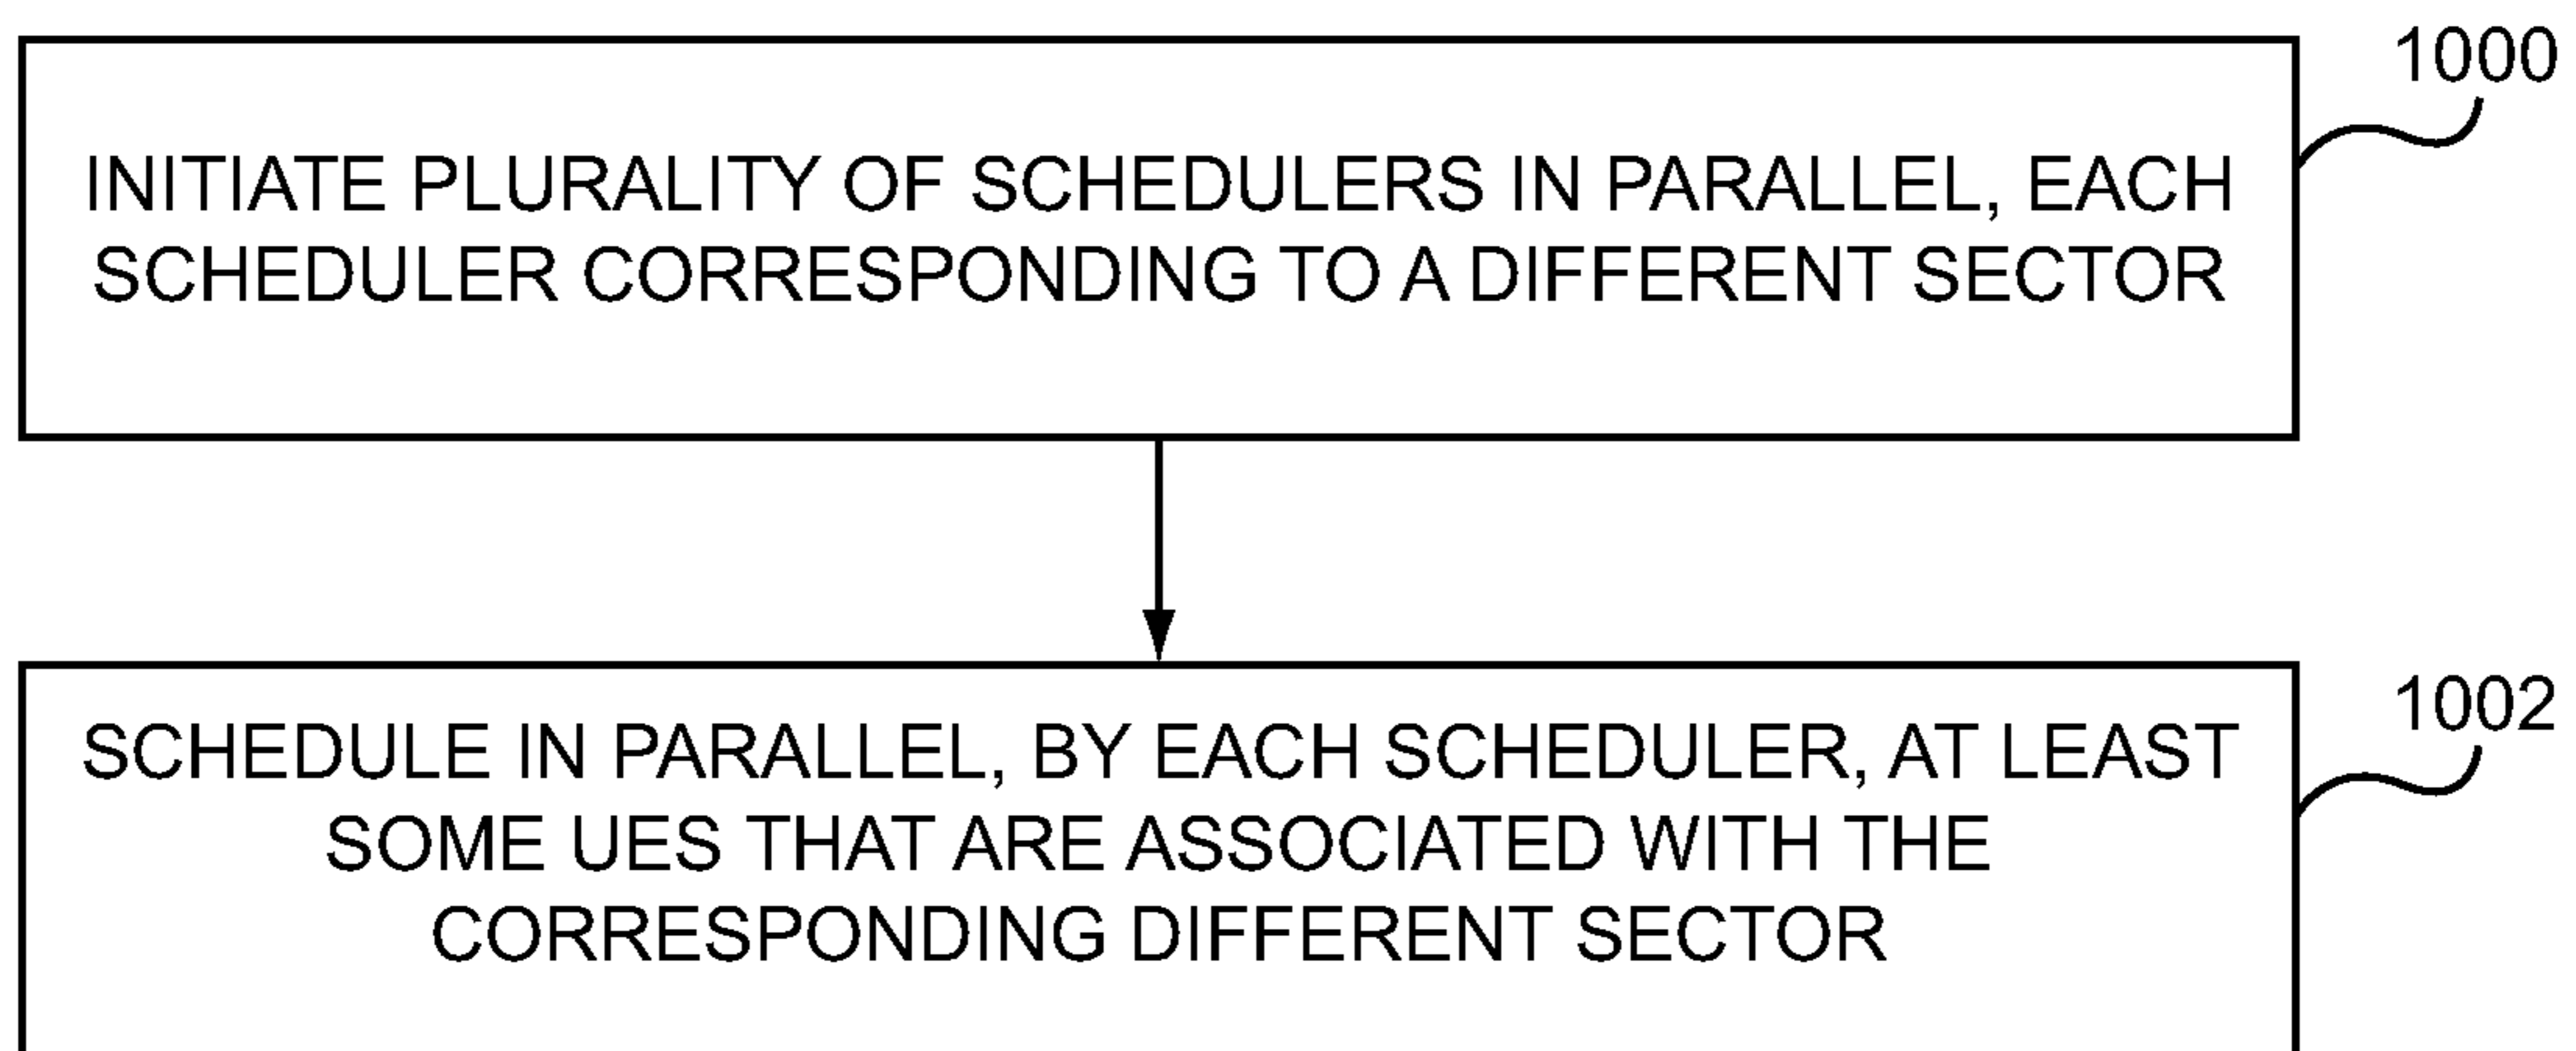 1000
INITIATE PLURALITY OF SCHEDULERS IN PARALLEL, EACH
SCHEDULER CORRESPONDING TO A DIFFERENT SECTOR
1002
SCHEDULE IN PARALLEL, BY EACH SCHEDULER, AT LEAST
SOME UES THAT ARE ASSOCIATED WITH THE
CORRESPONDING DIFFERENT SECTOR